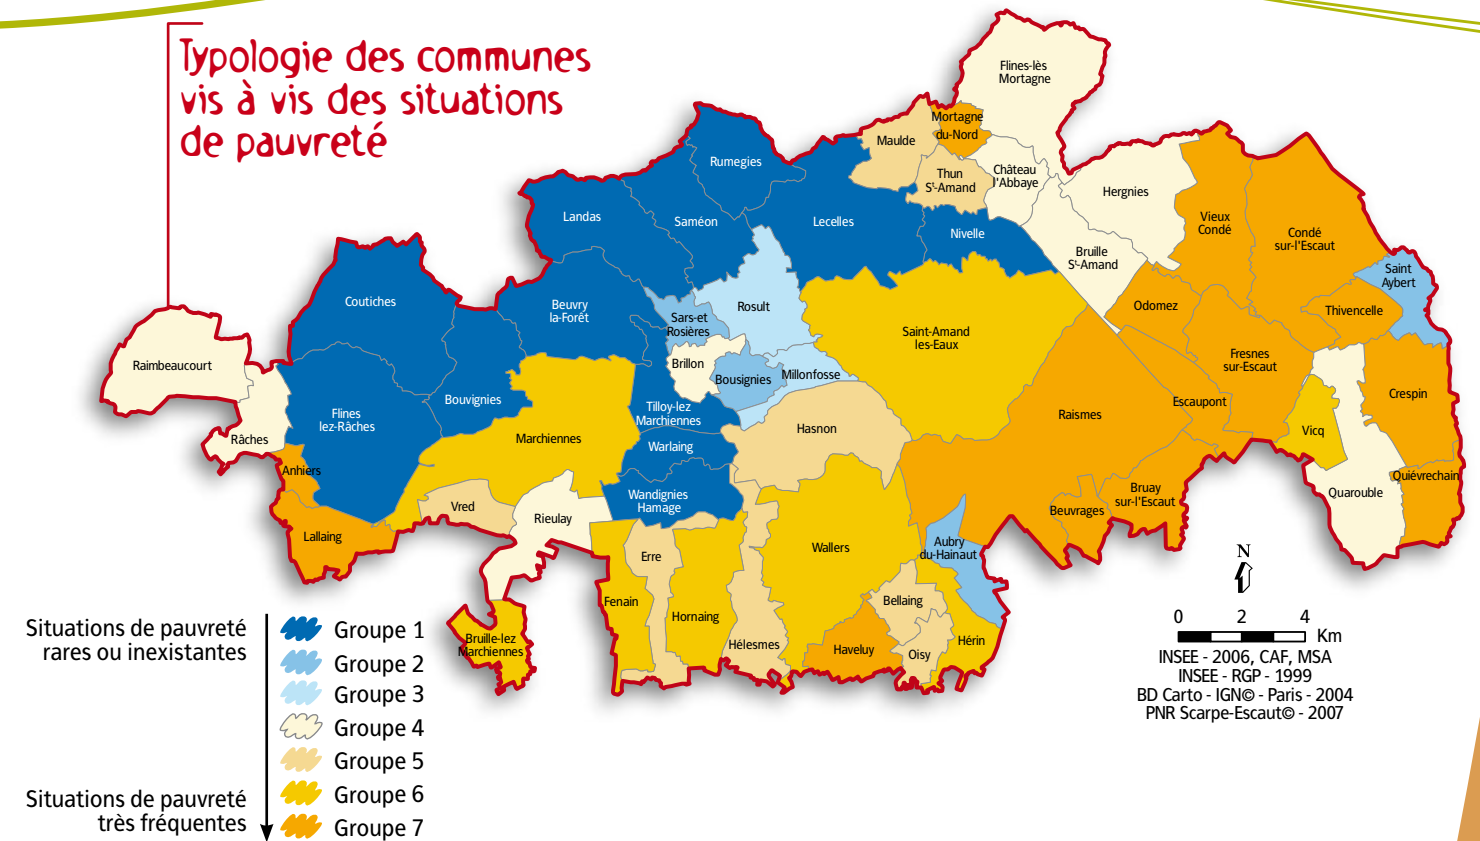 Typologie des communes
vis à vis des situations
de pauvreté
Flines-lès
Mortagne
Mortagne
du-Nord
Maulde
Thun
St-Amand
Château
l'Abbaye
Rumegies
Hergnies
Landas
Saméon
Lecelles
Nivelle
Vieux
Condé
Condé
sur-l'Escaut
Bruille
St-Amand
Saint
Aybert
Coutiches
Beuvry
la-Forêt
Rosult
Sars-et
Rosières
Odomez
Thivencelle
Saint-Amand
les-Eaux
Raimbeaucourt
Brillon
Bousignies
Millonfosse
Fresnes
sur-Escaut
Crespin
Bouvignies
Tilloy-lez
Marchiennes
Raismes
Escaupont
Flines
lez-Râches
Hasnon
Vicq
Râches
Marchiennes
Warlaing
Anhiers
Quiévrechain
Wandignies
Hamage
Bruay
sur-l'Escaut
Quarouble
Vred
Rieulay
Beuvrages
Lallaing
Wallers
Aubry
du-Hainaut
Erre
Fenain
Hornaing
Bellaing
Bruille-lez
Marchiennes
Hélesmes
Haveluy
Oisy
Hérin
N
0 2 4
Km
INSEE - 2006, CAF, MSA
INSEE - RGP - 1999
BD Carto - IGN© - Paris - 2004
PNR Scarpe-Escaut© - 2007
Situations de pauvreté
rares ou inexistantes
Groupe 1
Groupe 2
Groupe 3
Groupe 4
Groupe 5
Groupe 6
Groupe 7
Situations de pauvreté
très fréquentes